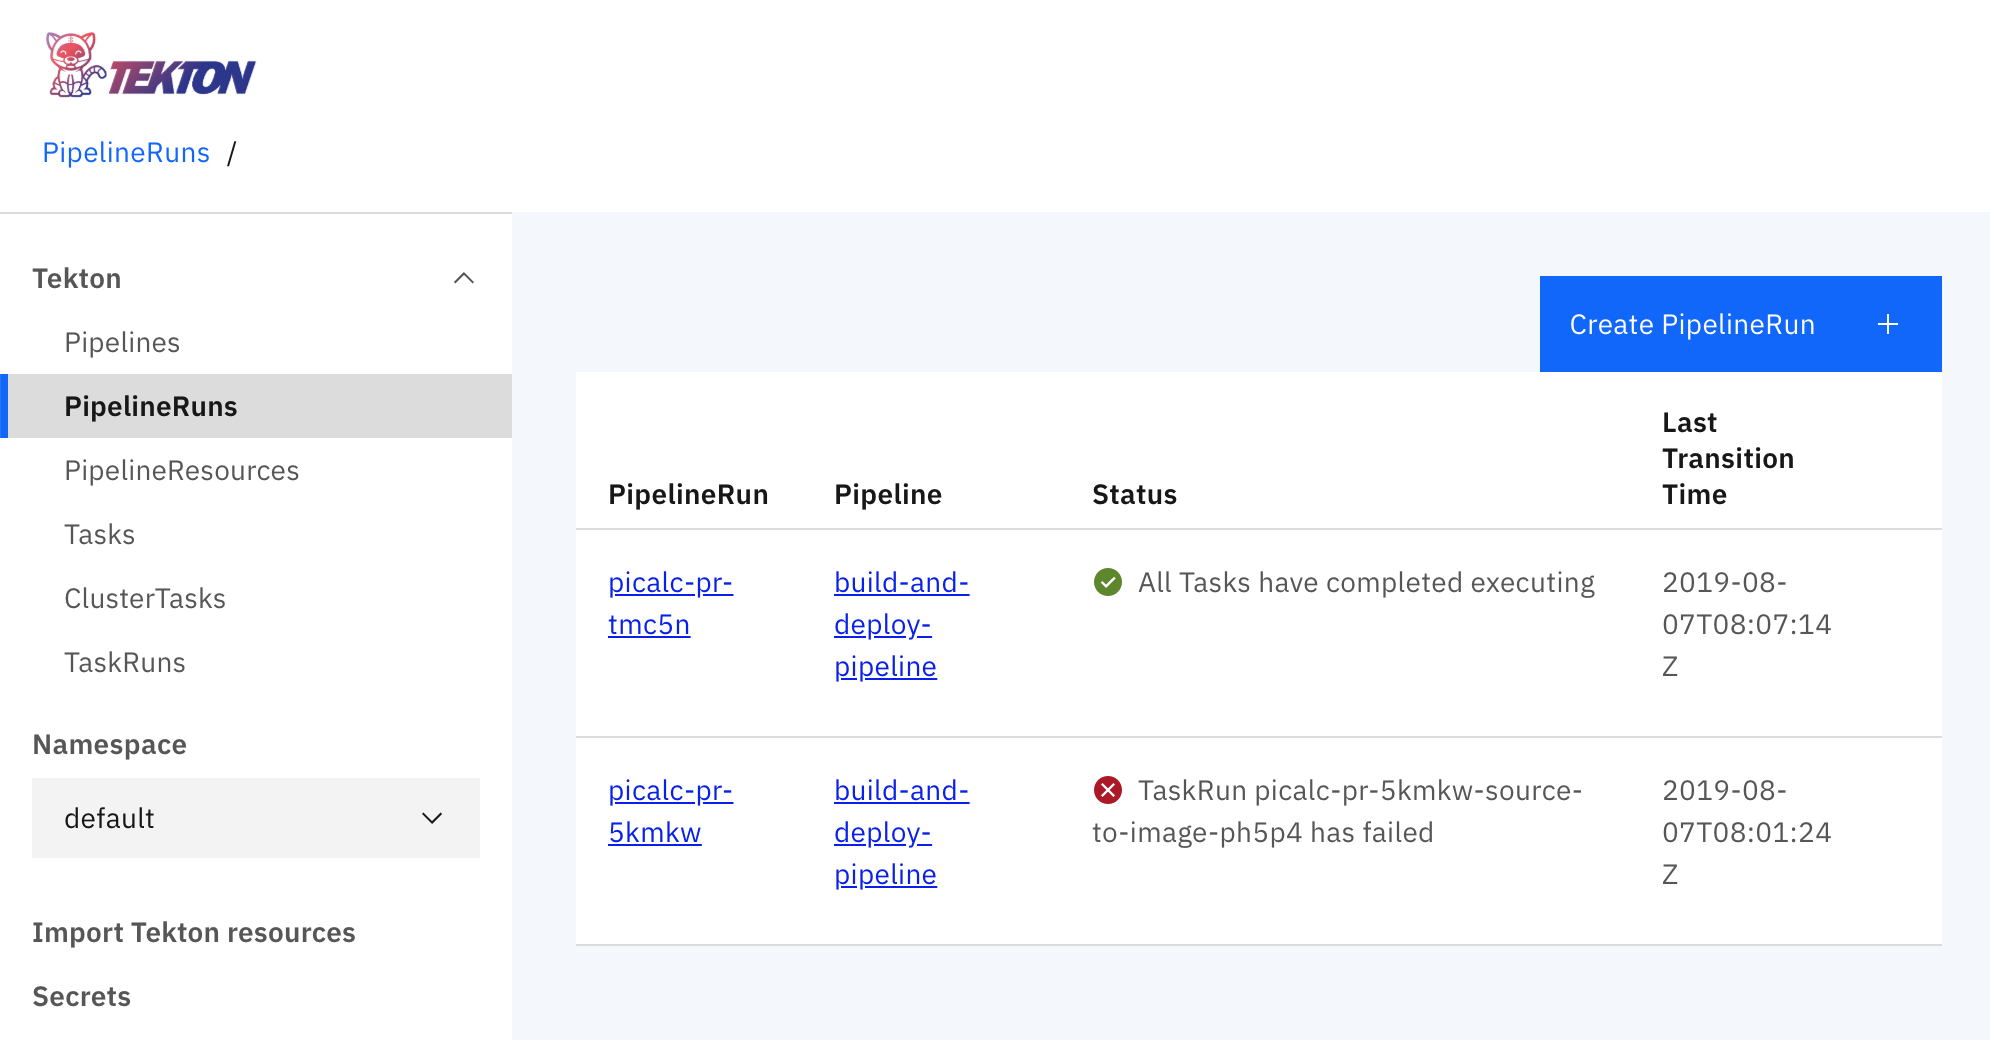 TEKTON
PipelineRuns /
Tekton
Pipelines
PipelineRuns
PipelineResources
Tasks
ClusterTasks
TaskRuns
Namespace
default
Import Tekton resources
Secrets
Create PipelineRun
PipelineRun
Pipeline
Status
Last
Transition
Time
picalc-pr-
tmc5n
build-and-
deploy-
pipeline
All Tasks have completed executing
2019-08-
07T08:07:14
Z
picalc-pr-
5kmkw
build-and-
deploy-
pipeline
TaskRun picalc-pr-5kmkw-source-
to-image-ph5p4 has failed
2019-08-
07T08:01:24
Z